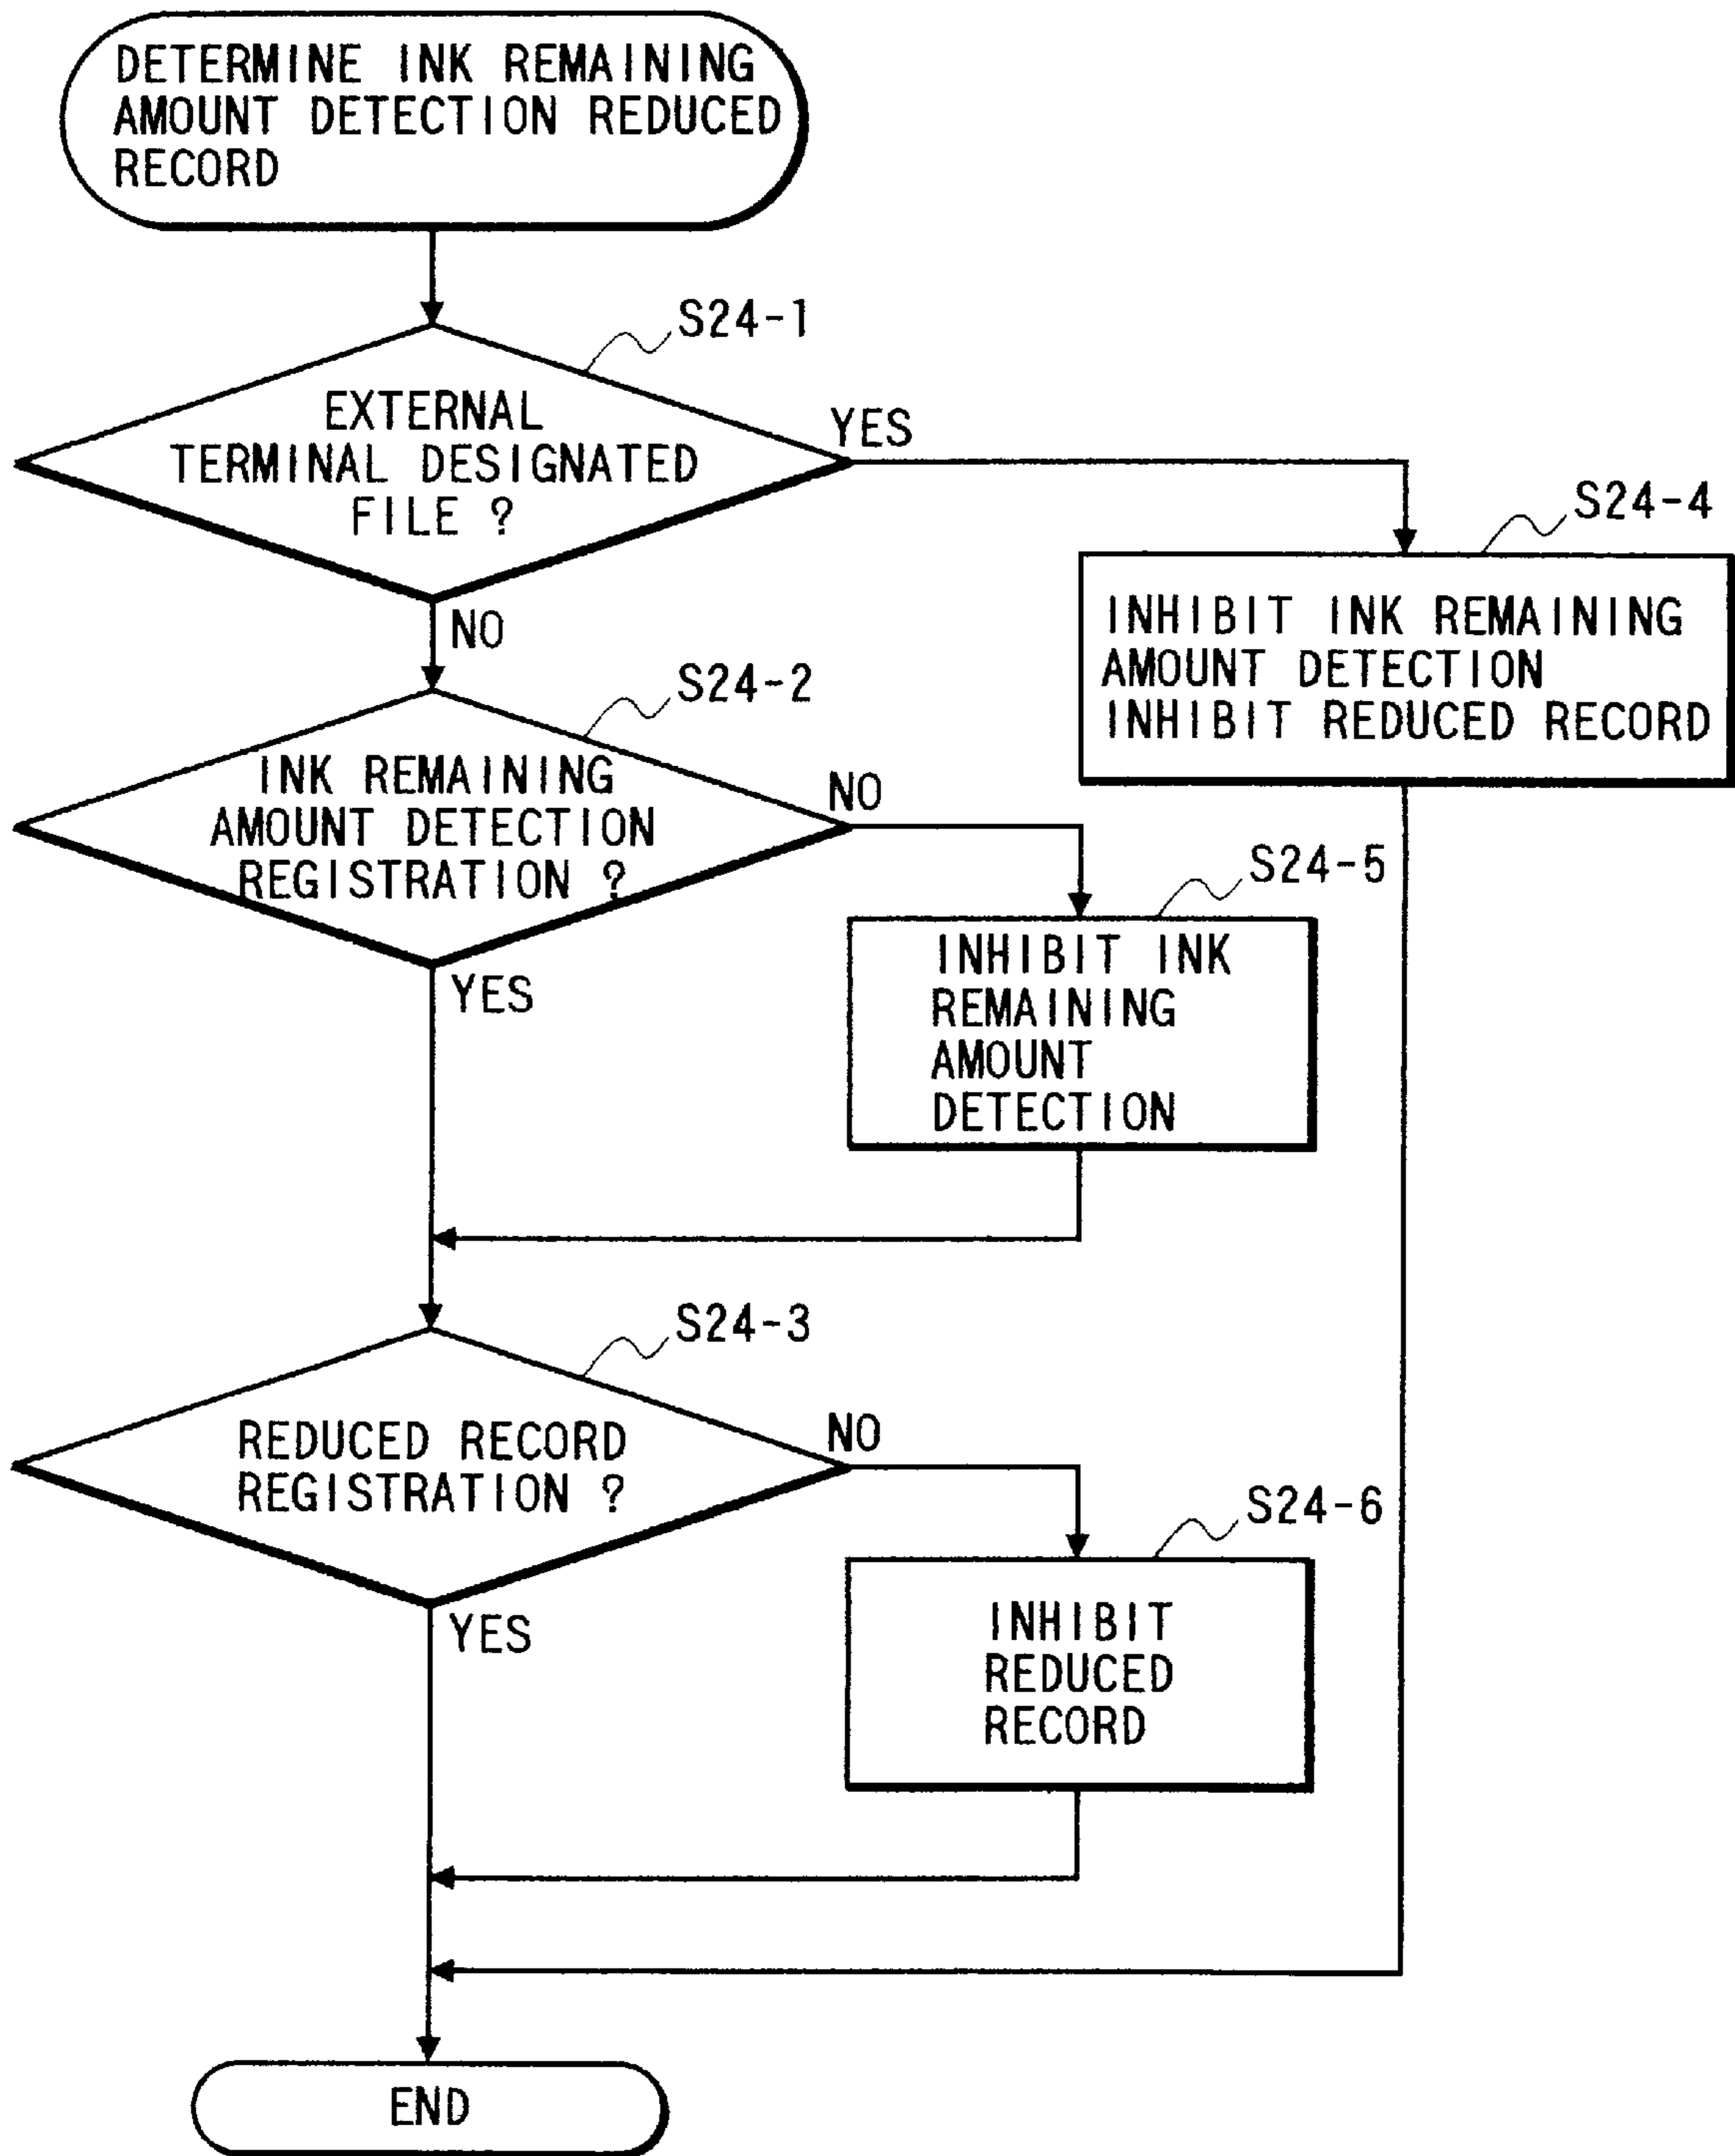 DETERMINE INK REMAINING
AMOUNT DETECTION REDUCED
RECORD
S24-1
EXTERNAL
TERMINAL DESIGNATED
FILE ?
YES
NO
S24-4
INHIBIT INK REMAINING
AMOUNT DETECTION
INHIBIT REDUCED RECORD
S24-2
INK REMAINING
AMOUNT DETECTION
REGISTRATION ?
NO
YES
S24-5
INHIBIT INK
REMAINING
AMOUNT
DETECTION
S24-3
REDUCED RECORD
REGISTRATION ?
NO
YES
S24-6
INHIBIT
REDUCED
RECORD
END